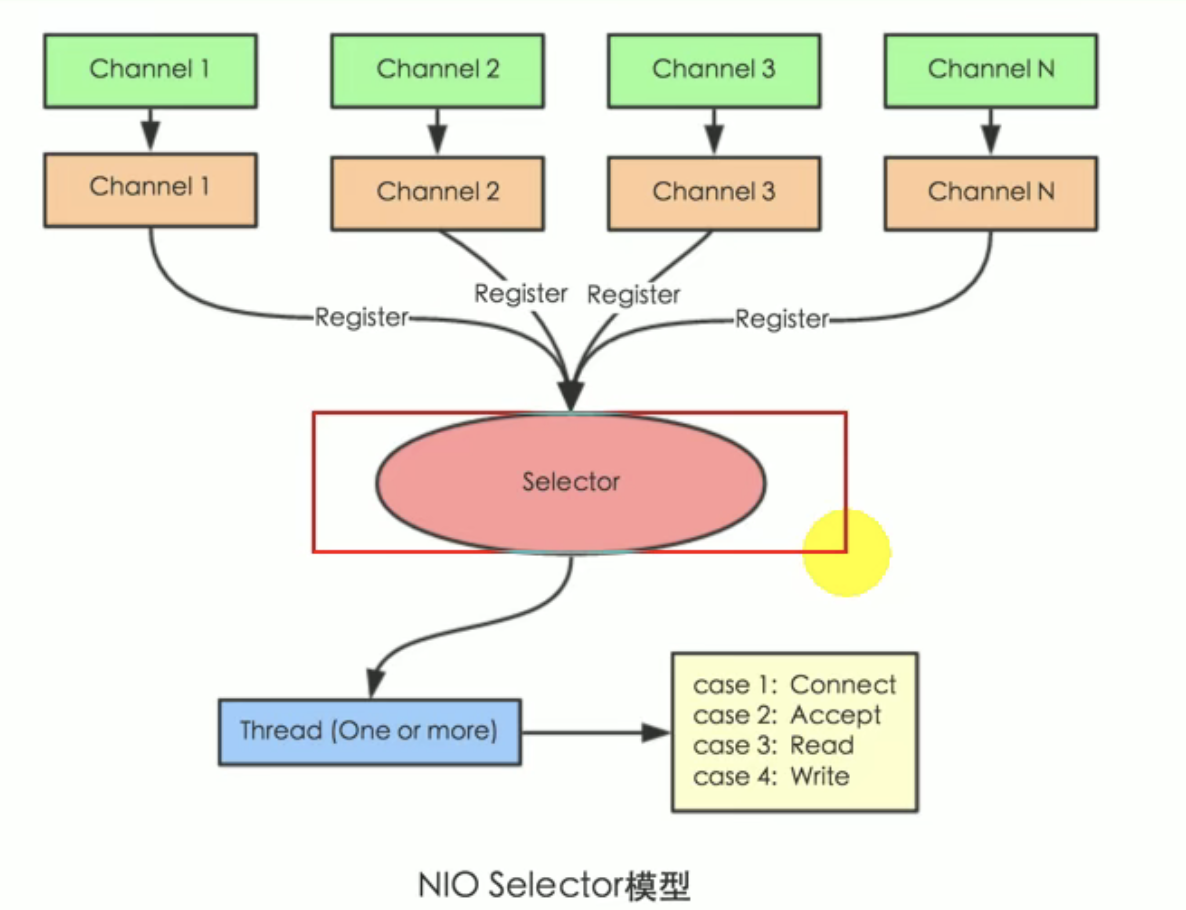 Channel 1
Channel 2
Channel 3
Channel N
Channel 1
Channel 2
Channel 3
Channel N
Register
Register
Register
Register
Selector
Thread (One or more)
case 1: Connect
case 2: Accept
case 3: Read
case 4: Write
NIO Selector模型